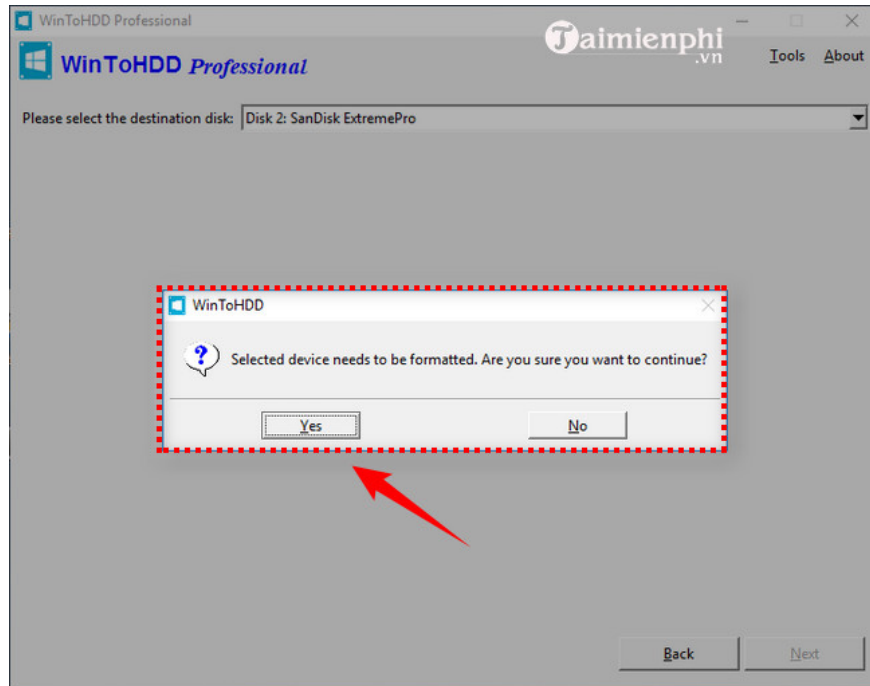 WinToHDD Professional
Taimienphi
.vn
WinToHDD Professional
Tools About
Please select the destination disk: Disk 2: SanDisk ExtremePro
WinToHDD
Selected device needs to be formatted. Are you sure you want to continue?
Yes No
Back Next